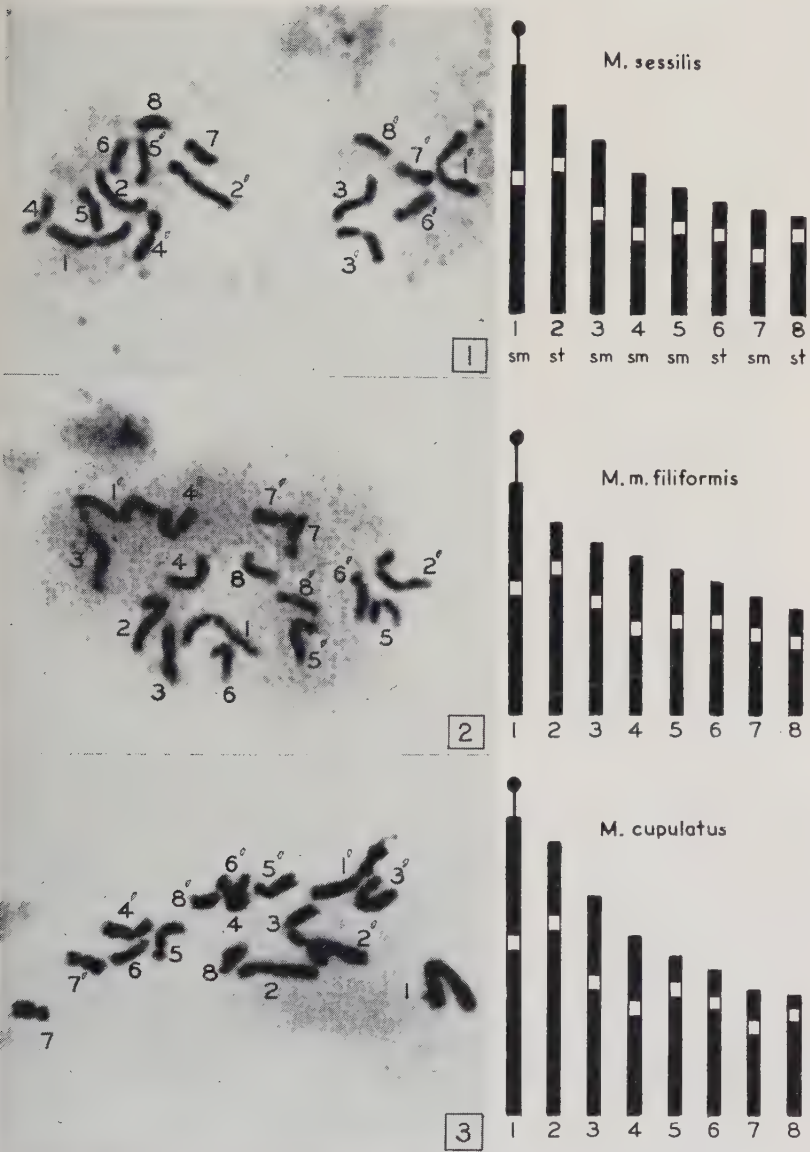 M. sessilis
8
8′
6 5′ 7
7′ 1′
2 2′
3
4 5
6′
1 4′
3′
1 2 3 4 5 6 7 8
1
sm st sm sm sm st sm st
M. m. filiformis
1′ 4′ 7′
7
3′ 4 8 6′ 2′
8′
2 1 5
5′
3 6
2
1 2 3 4 5 6 7 8
M. cupulatus
6′ 5′ 1′
3′
8′
4′ 4 3
5 2′
7′ 6 8
2 1
7
3
1 2 3 4 5 6 7 8